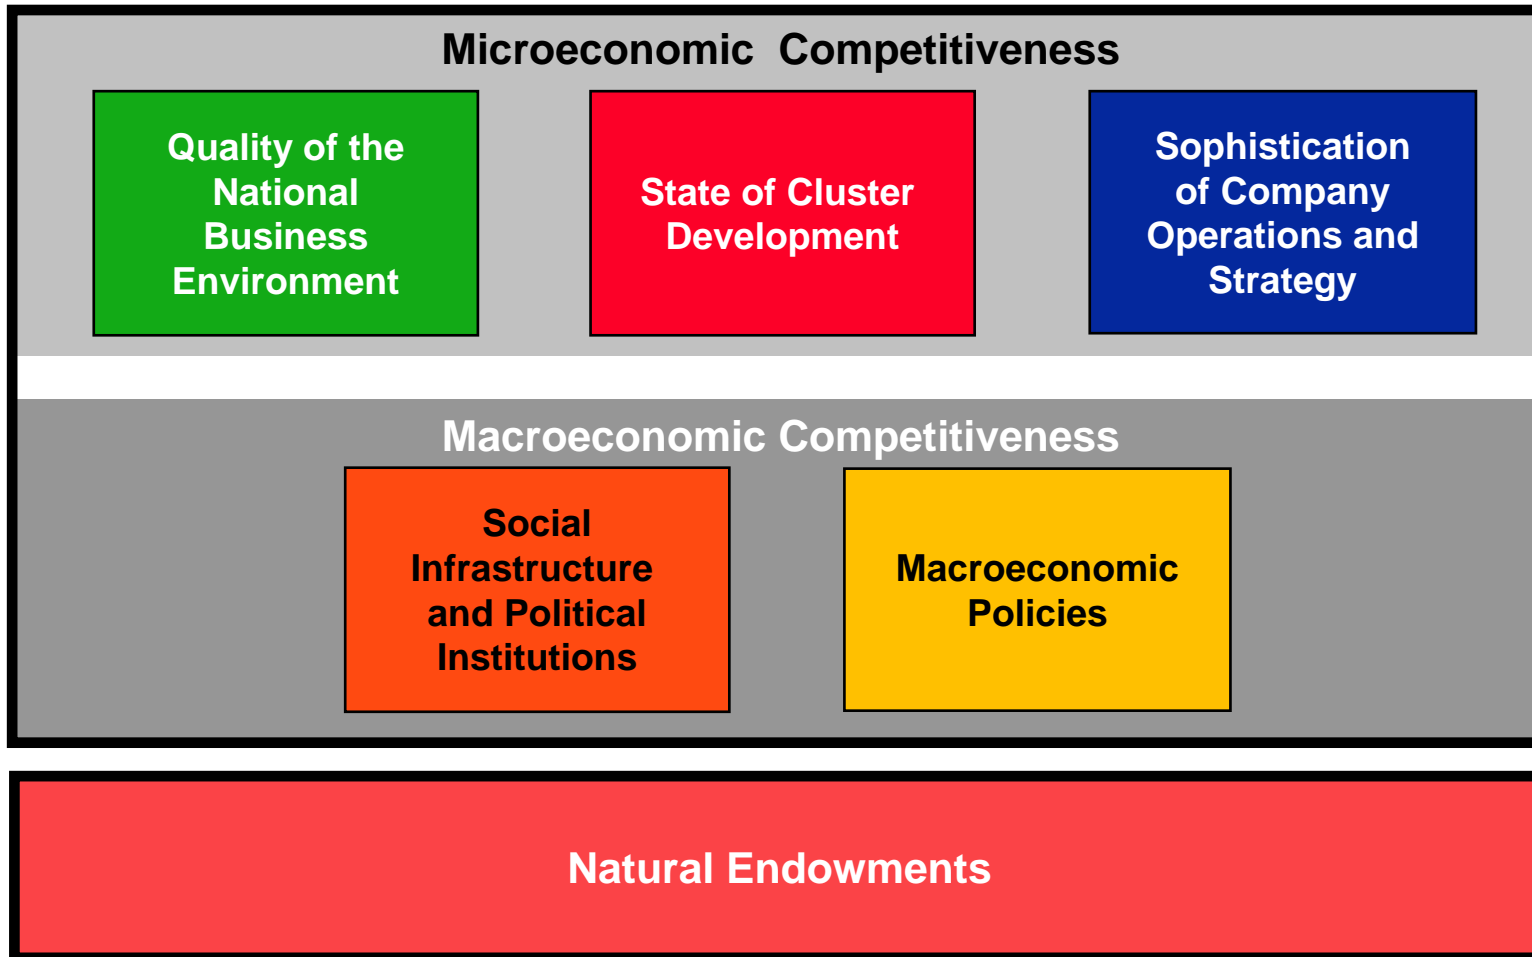 Microeconomic  Competitiveness
Quality of the
National
Business
Environment
State of Cluster
Development
Sophistication
of Company
Operations and
Strategy
Macroeconomic Competitiveness
Social
Infrastructure
and Political
Institutions
Macroeconomic
Policies
Natural Endowments